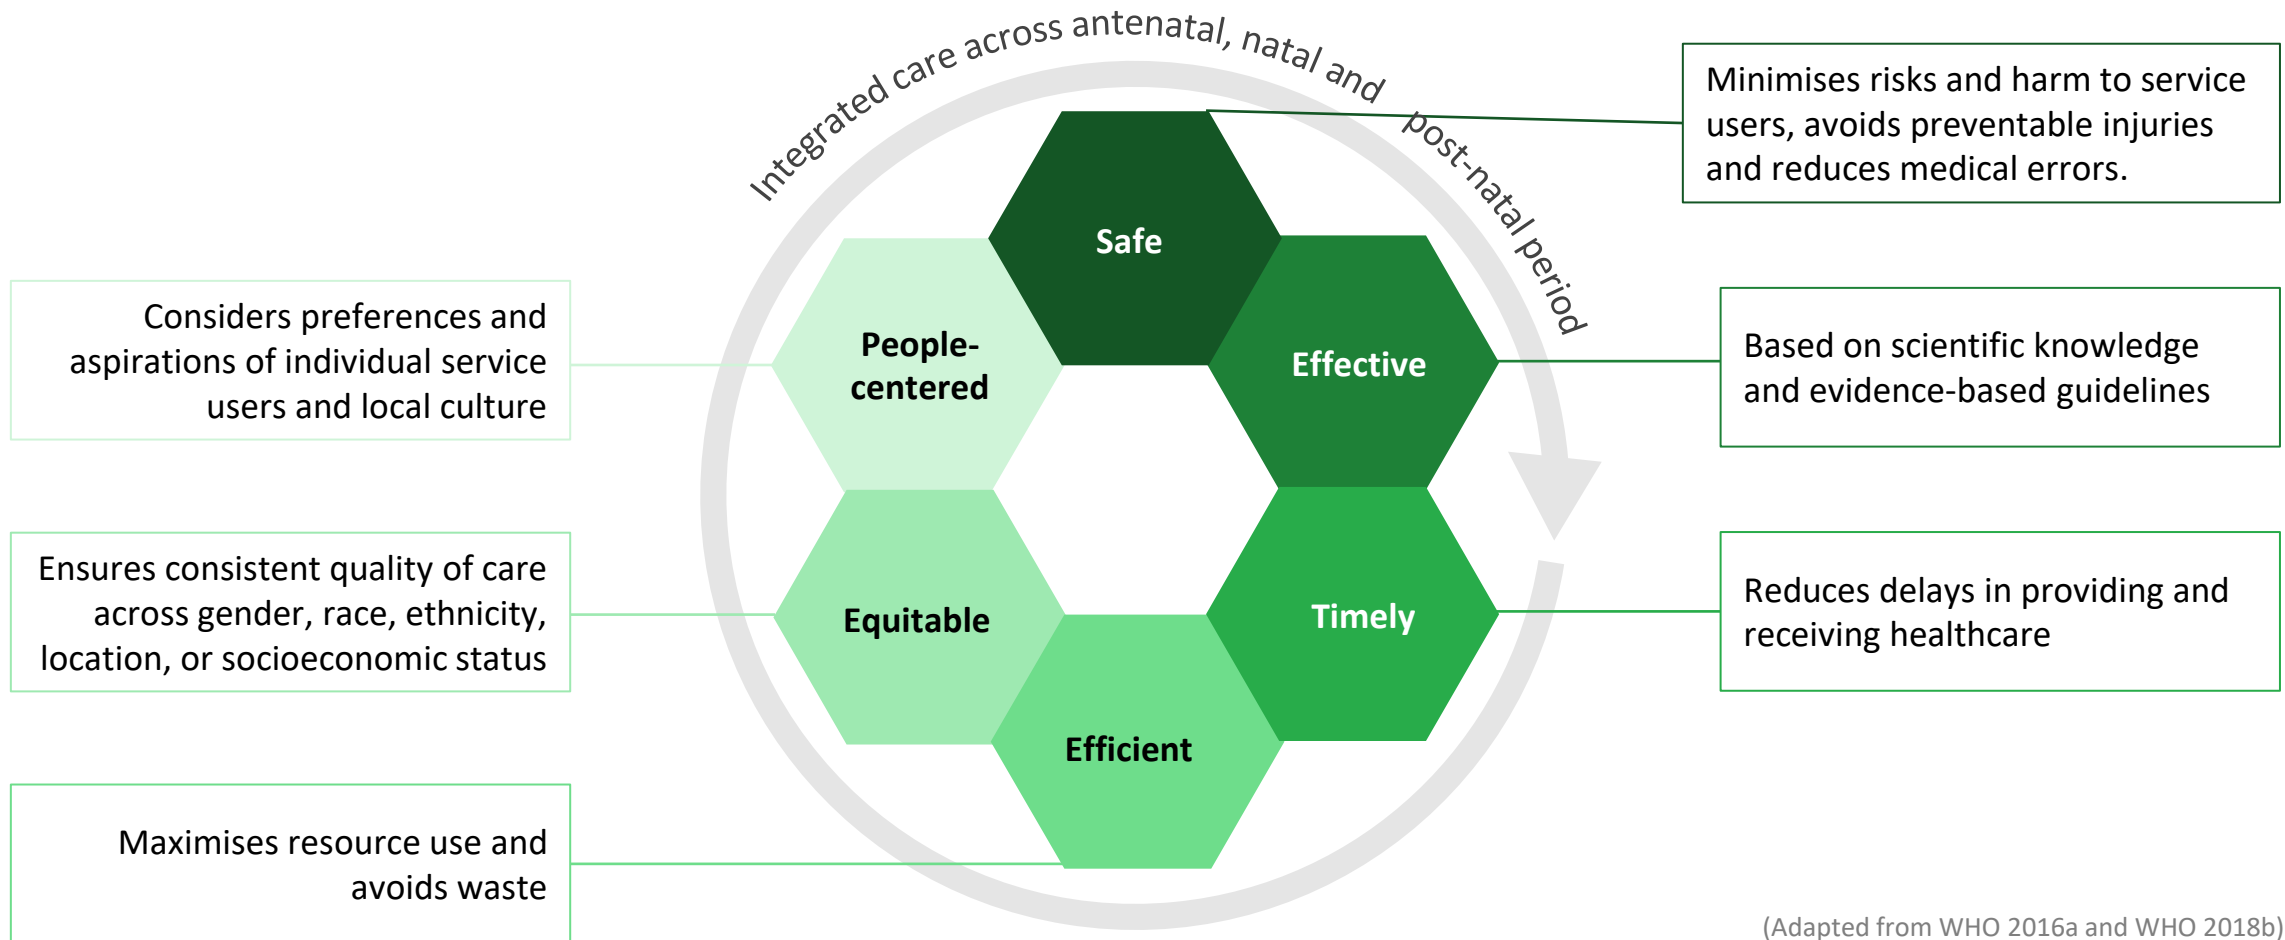 Integrated care across antenatal, natal and post-natal period
Minimises risks and harm to service
users, avoids preventable injuries
and reduces medical errors.
Safe
People-
centered
Considers preferences and
aspirations of individual service
users and local culture
Effective
Based on scientific knowledge
and evidence-based guidelines
Equitable
Ensures consistent quality of care
across gender, race, ethnicity,
location, or socioeconomic status
Timely
Reduces delays in providing and
receiving healthcare
Efficient
Maximises resource use and
avoids waste
(Adapted from WHO 2016a and WHO 2018b)